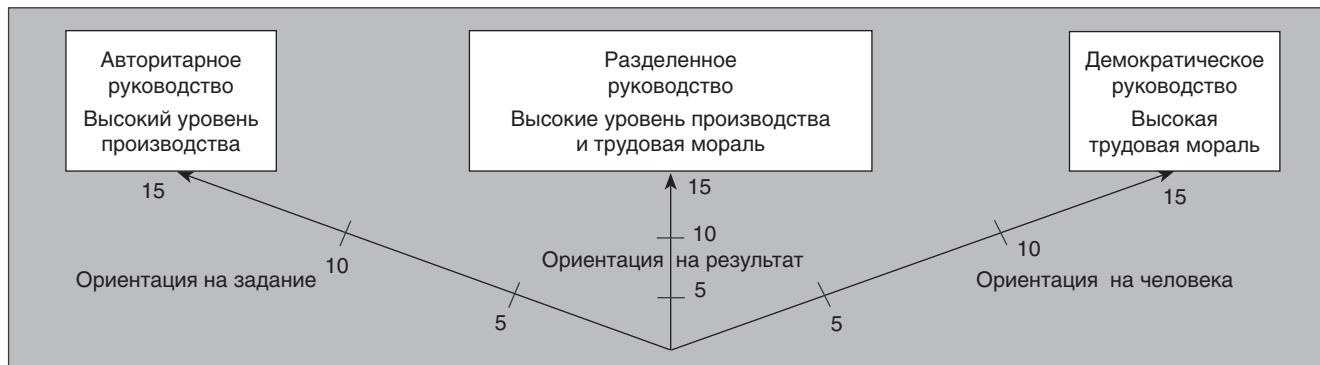 Авторитарное
руководство
Высокий уровень
производства
Разделенное
руководство
Высокие уровень производства
и трудовая мораль
Демократическое
руководство
Высокая
трудовая мораль
15
15
15
10
10
10
Ориентация на задание
Ориентация на результат
Ориентация на человека
5
5
5